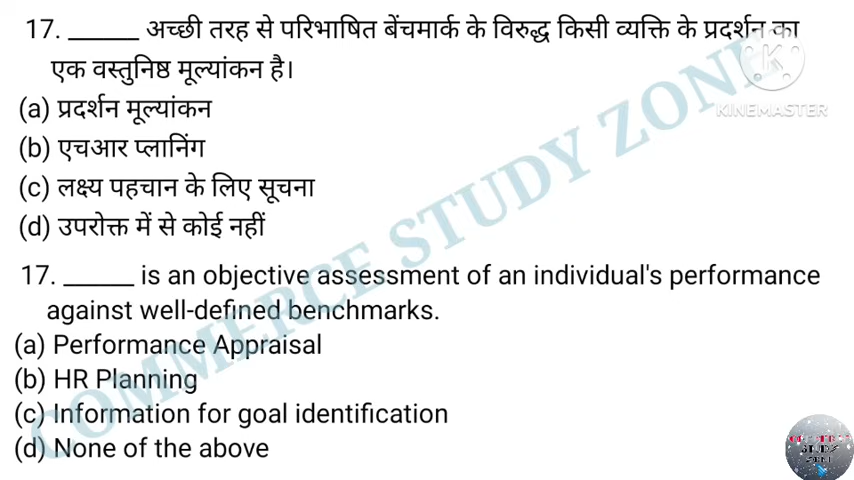 17. ______ अच्छी तरह से परिभाषित बेंचमार्क के विरुद्ध किसी व्यक्ति के प्रदर्शन का
एक वस्तुनिष्ठ मूल्यांकन है।
(a) प्रदर्शन मूल्यांकन
(b) एचआर प्लानिंग
(c) लक्ष्य पहचान के लिए सूचना
(d) उपरोक्त में से कोई नहीं
17. ______ is an objective assessment of an individual's performance
against well-defined benchmarks.
(a) Performance Appraisal
(b) HR Planning
(c) Information for goal identification
(d) None of the above
COMMERCE STUDY ZONE
K
KINEMASTER
STUDY